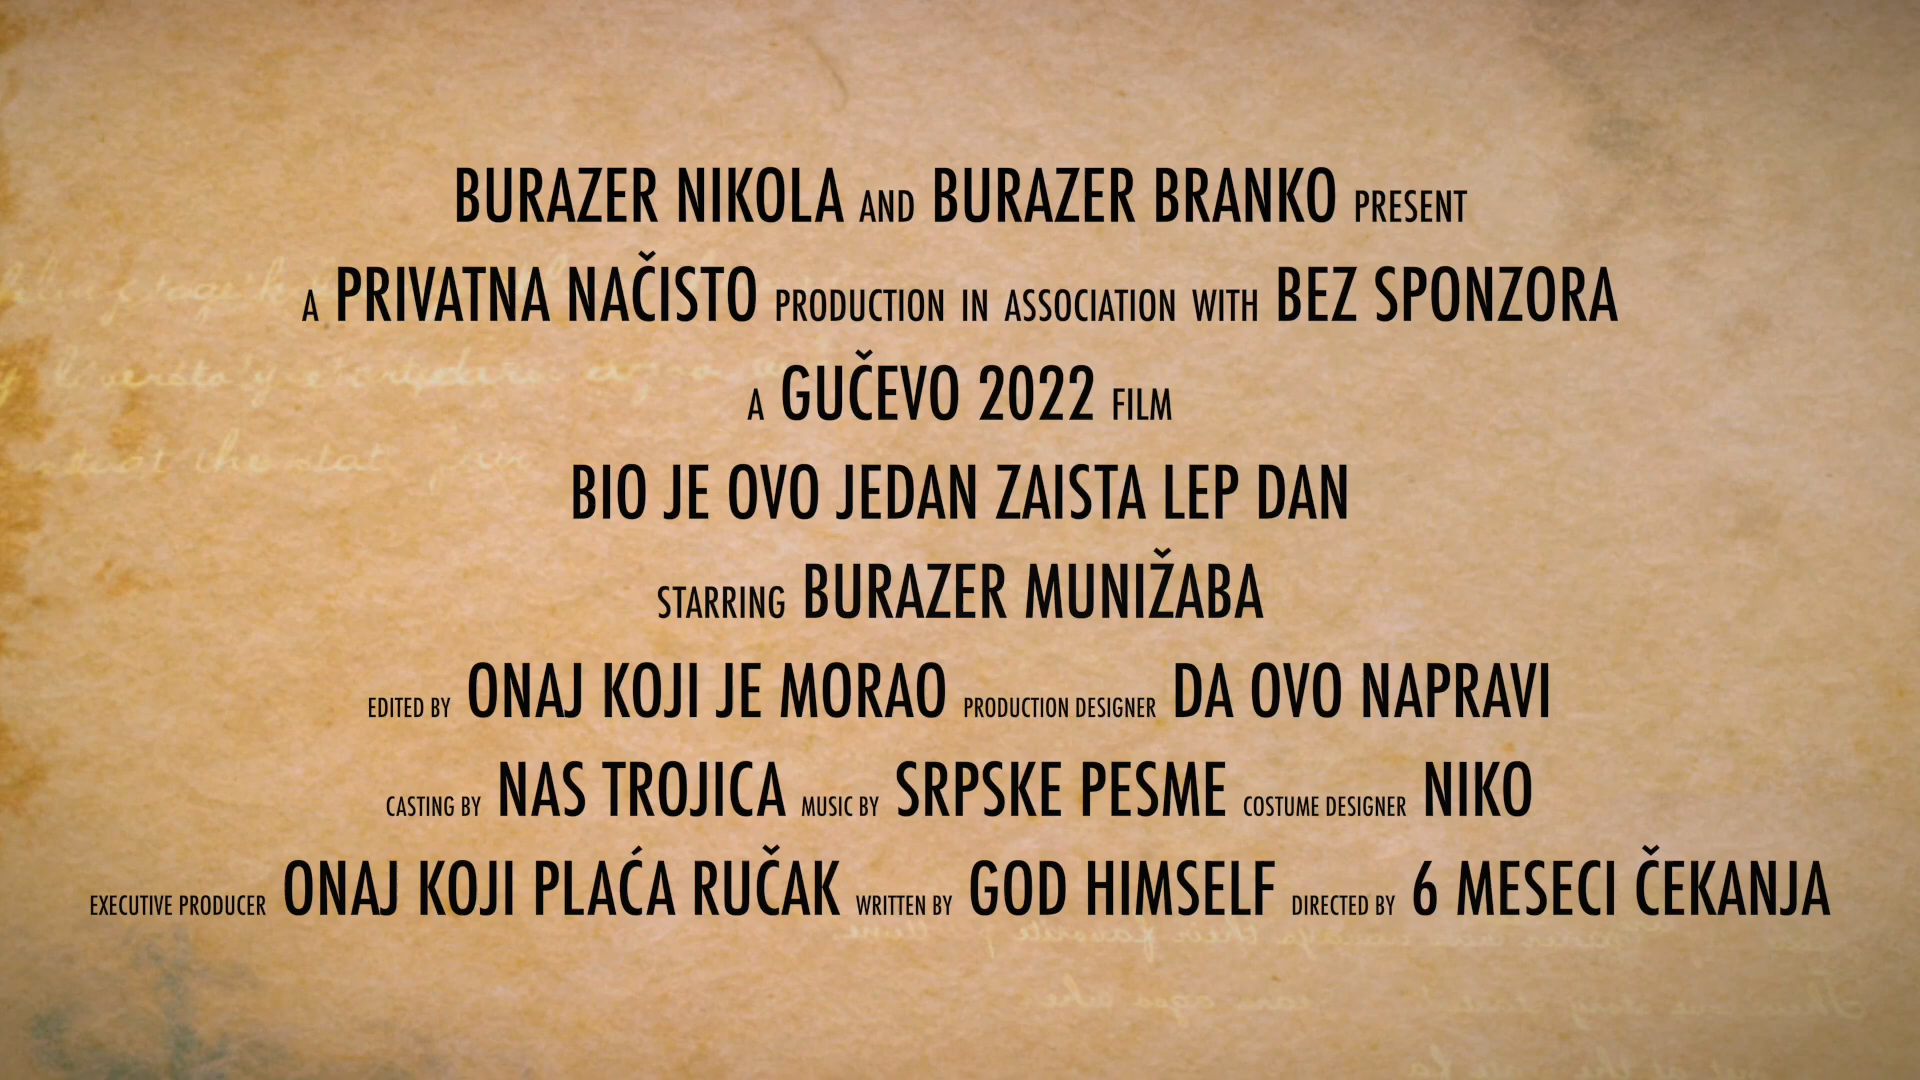 BURAZER NIKOLA AND BURAZER BRANKO PRESENT
A PRIVATNA NAČISTO PRODUCTION IN ASSOCIATION WITH BEZ SPONZORA
A GUČEVO 2022 FILM
BIO JE OVO JEDAN ZAISTA LEP DAN
STARRING BURAZER MUNIŽABA
EDITED BY ONAJ KOJI JE MORAO PRODUCTION DESIGNER DA OVO NAPRAVI
CASTING BY NAS TROJICA MUSIC BY SRPSKE PESME COSTUME DESIGNER NIKO
EXECUTIVE PRODUCER ONAJ KOJI PLAĆA RUČAK WRITTEN BY GOD HIMSELF DIRECTED BY 6 MESECI ČEKANJA